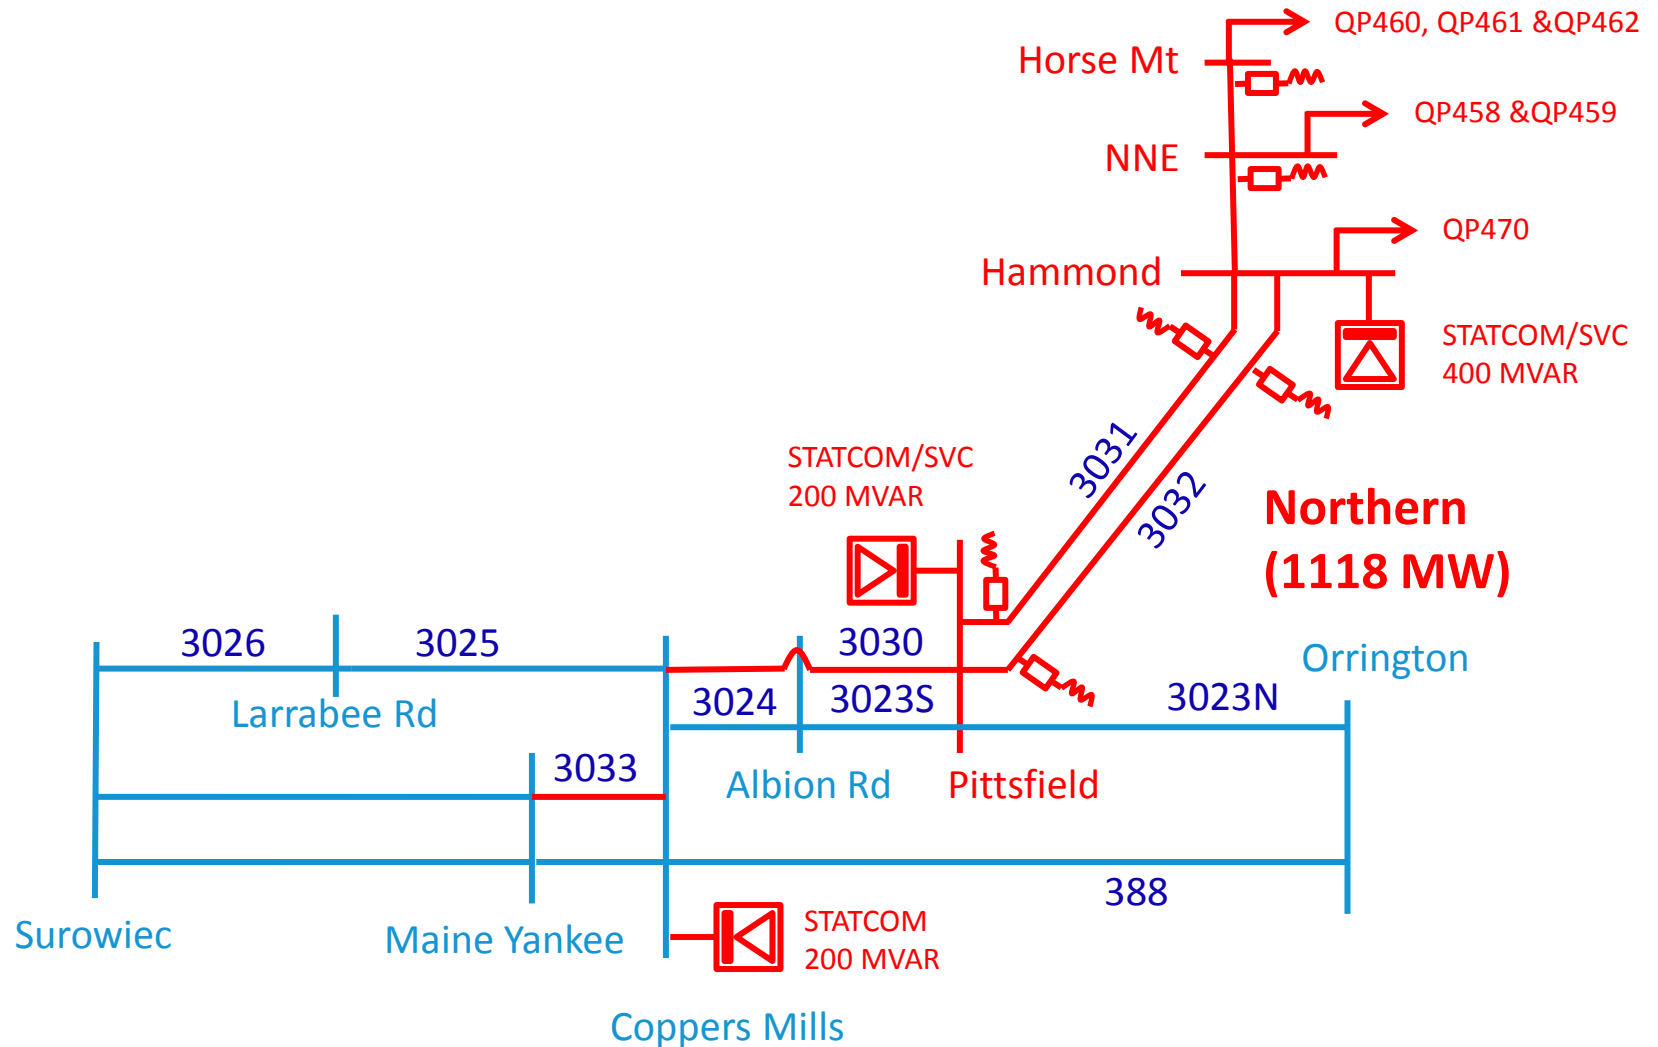 QP460, QP461 &QP462
Horse Mt
QP458 &QP459
NNE
QP470
Hammond
STATCOM/SVC
400 MVAR
3031
STATCOM/SVC
200 MVAR
3032
Northern
(1118 MW)
3026
3025
3030
Orrington
Larrabee Rd
3024
3023S
3023N
3033
Albion Rd
Pittsfield
388
Surowiec
Maine Yankee
STATCOM
200 MVAR
Coppers Mills